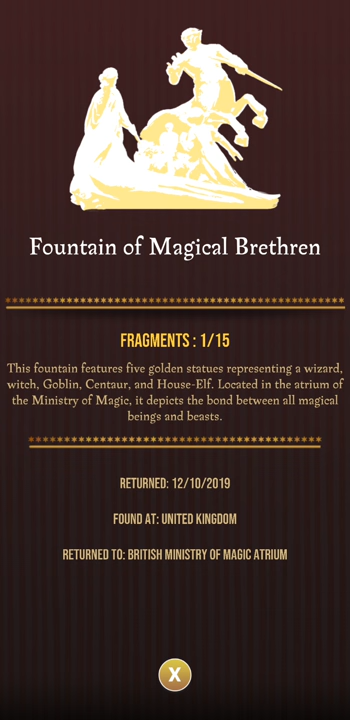 Fountain of Magical Brethren
FRAGMENTS : 1/15
This fountain features five golden statues representing a wizard,
witch, Goblin, Centaur, and House-Elf. Located in the atrium of
the Ministry of Magic, it depicts the bond between all magical
beings and beasts.
RETURNED: 12/10/2019
FOUND AT: UNITED KINGDOM
RETURNED TO: BRITISH MINISTRY OF MAGIC ATRIUM
X